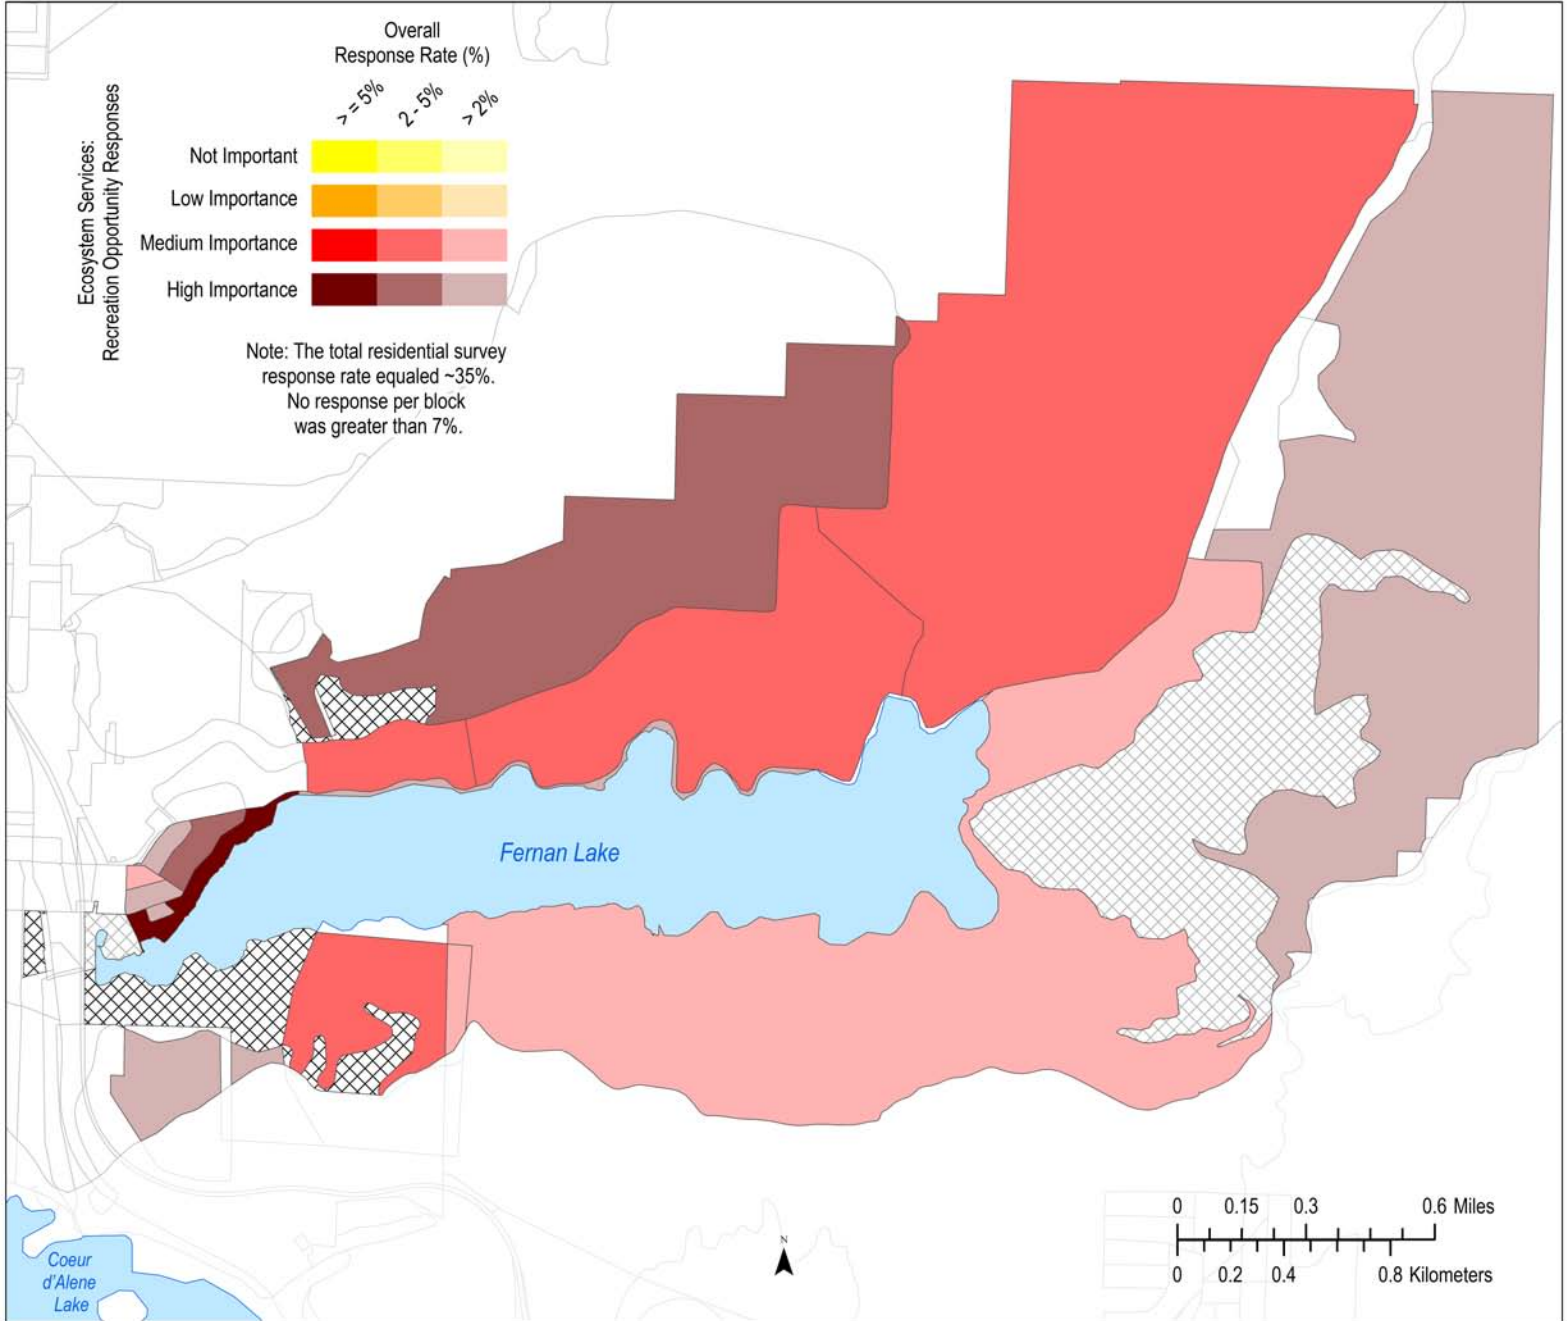 Overall
Response Rate (%)
> = 5%
2 - 5%
> 2%
Ecosystem Services:
Recreation Opportunity Responses
Not Important
Low Importance
Medium Importance
High Importance
Note: The total residential survey
response rate equaled ~35%.
No response per block
was greater than 7%.
Fernan Lake
Coeur
d'Alene
Lake
N
0 0.15 0.3 0.6 Miles
0 0.2 0.4 0.8 Kilometers